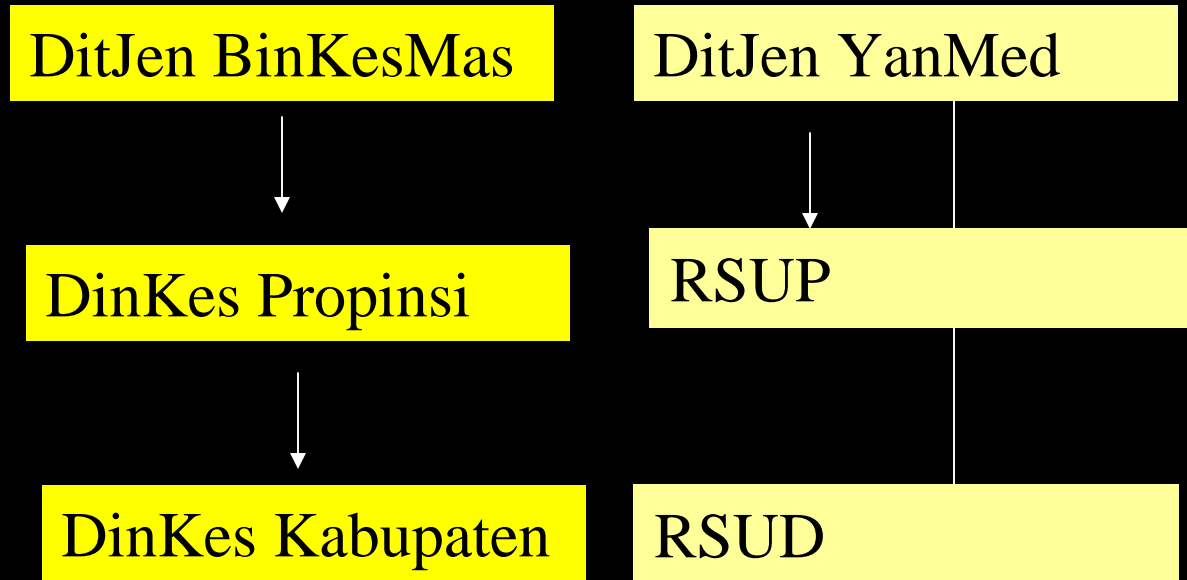 DitJen BinKesMas
DitJen YanMed
DinKes Propinsi
RSUP
DinKes Kabupaten
RSUD